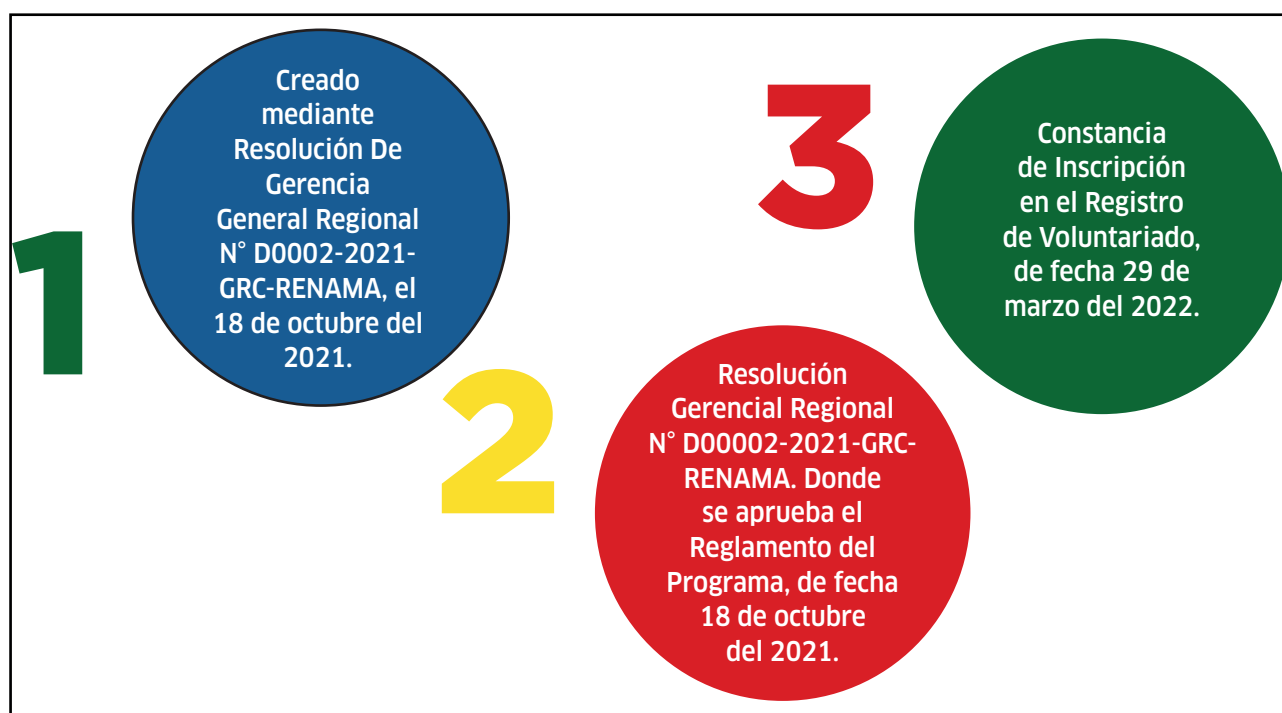 1
Creado
mediante
Resolución De
Gerencia
General Regional
N° D0002-2021-
GRC-RENAMA, el
18 de octubre del
2021.
2
Resolución
Gerencial Regional
N° D00002-2021-GRC-
RENAMA. Donde
se aprueba el
Reglamento del
Programa, de fecha
18 de octubre
del 2021.
3
Constancia
de Inscripción
en el Registro
de Voluntariado,
de fecha 29 de
marzo del 2022.